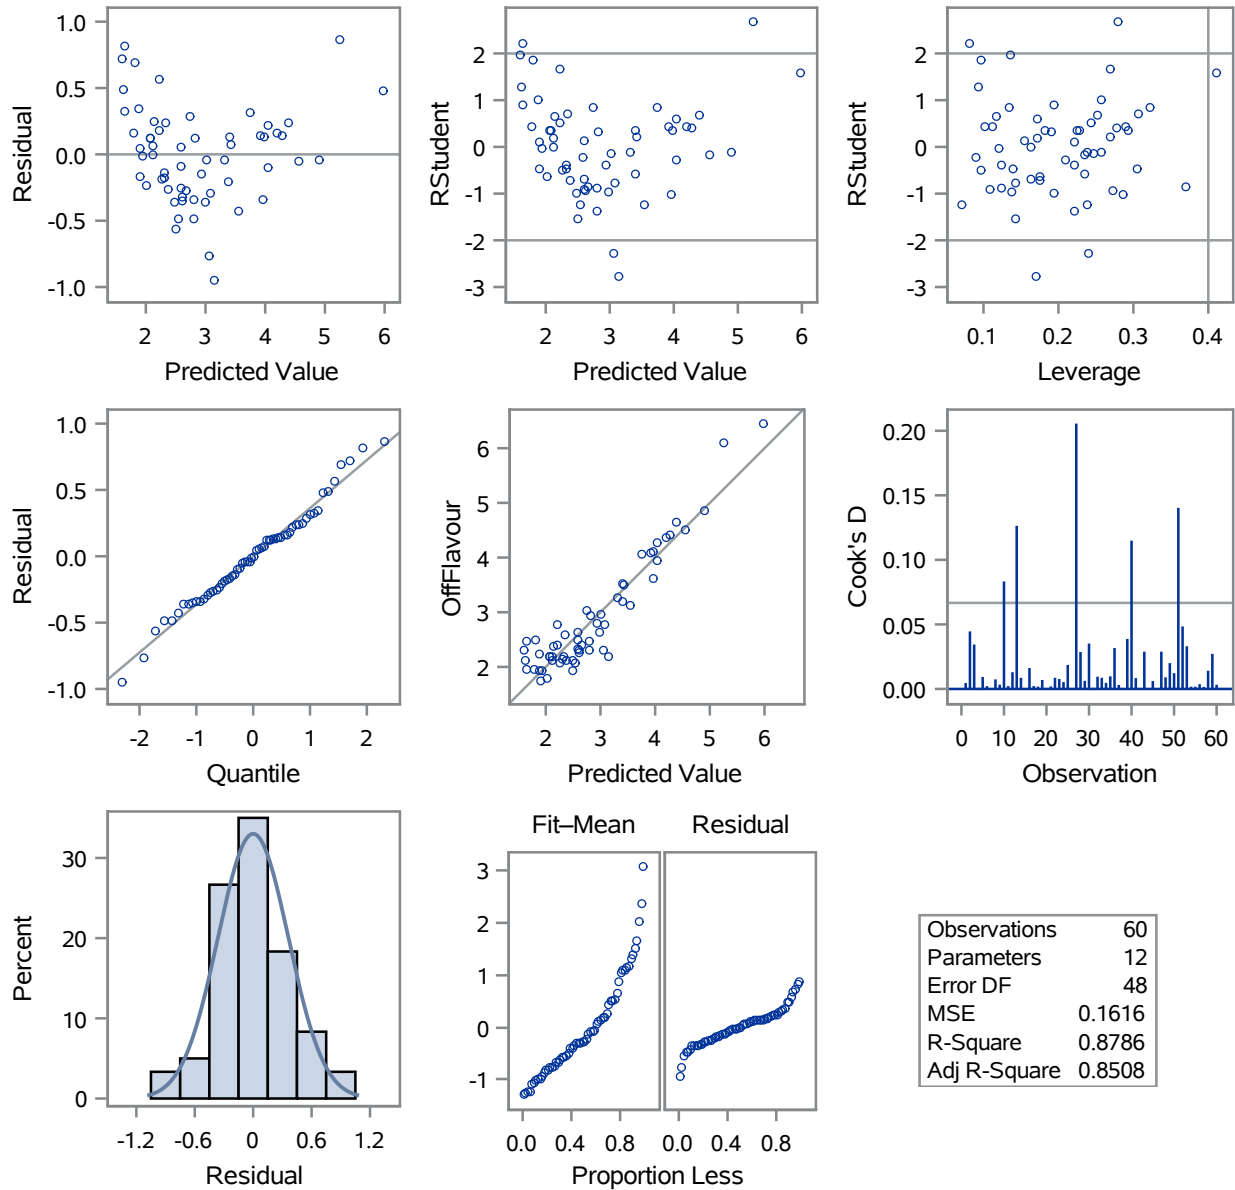 1.0
0.5
0.0
-0.5
-1.0
Residual
2 3 4 5 6
Predicted Value
2
1
0
-1
-2
-3
RStudent
2 3 4 5 6
Predicted Value
2
1
0
-1
-2
-3
RStudent
0.1 0.2 0.3 0.4
Leverage
1.0
0.5
0.0
-0.5
-1.0
Residual
-2 -1 0 1 2
Quantile
6
5
4
3
2
OffFlavour
2 3 4 5 6
Predicted Value
0.20
0.15
0.10
0.05
0.00
Cook's D
0 10 20 30 40 50 60
Observation
30
20
10
0
Percent
-1.2 -0.6 0 0.6 1.2
Residual
Fit–Mean Residual
3
2
1
0
-1
0.0 0.4 0.8 0.0 0.4 0.8
Proportion Less
Observations 60
Parameters 12
Error DF 48
MSE 0.1616
R-Square 0.8786
Adj R-Square 0.8508